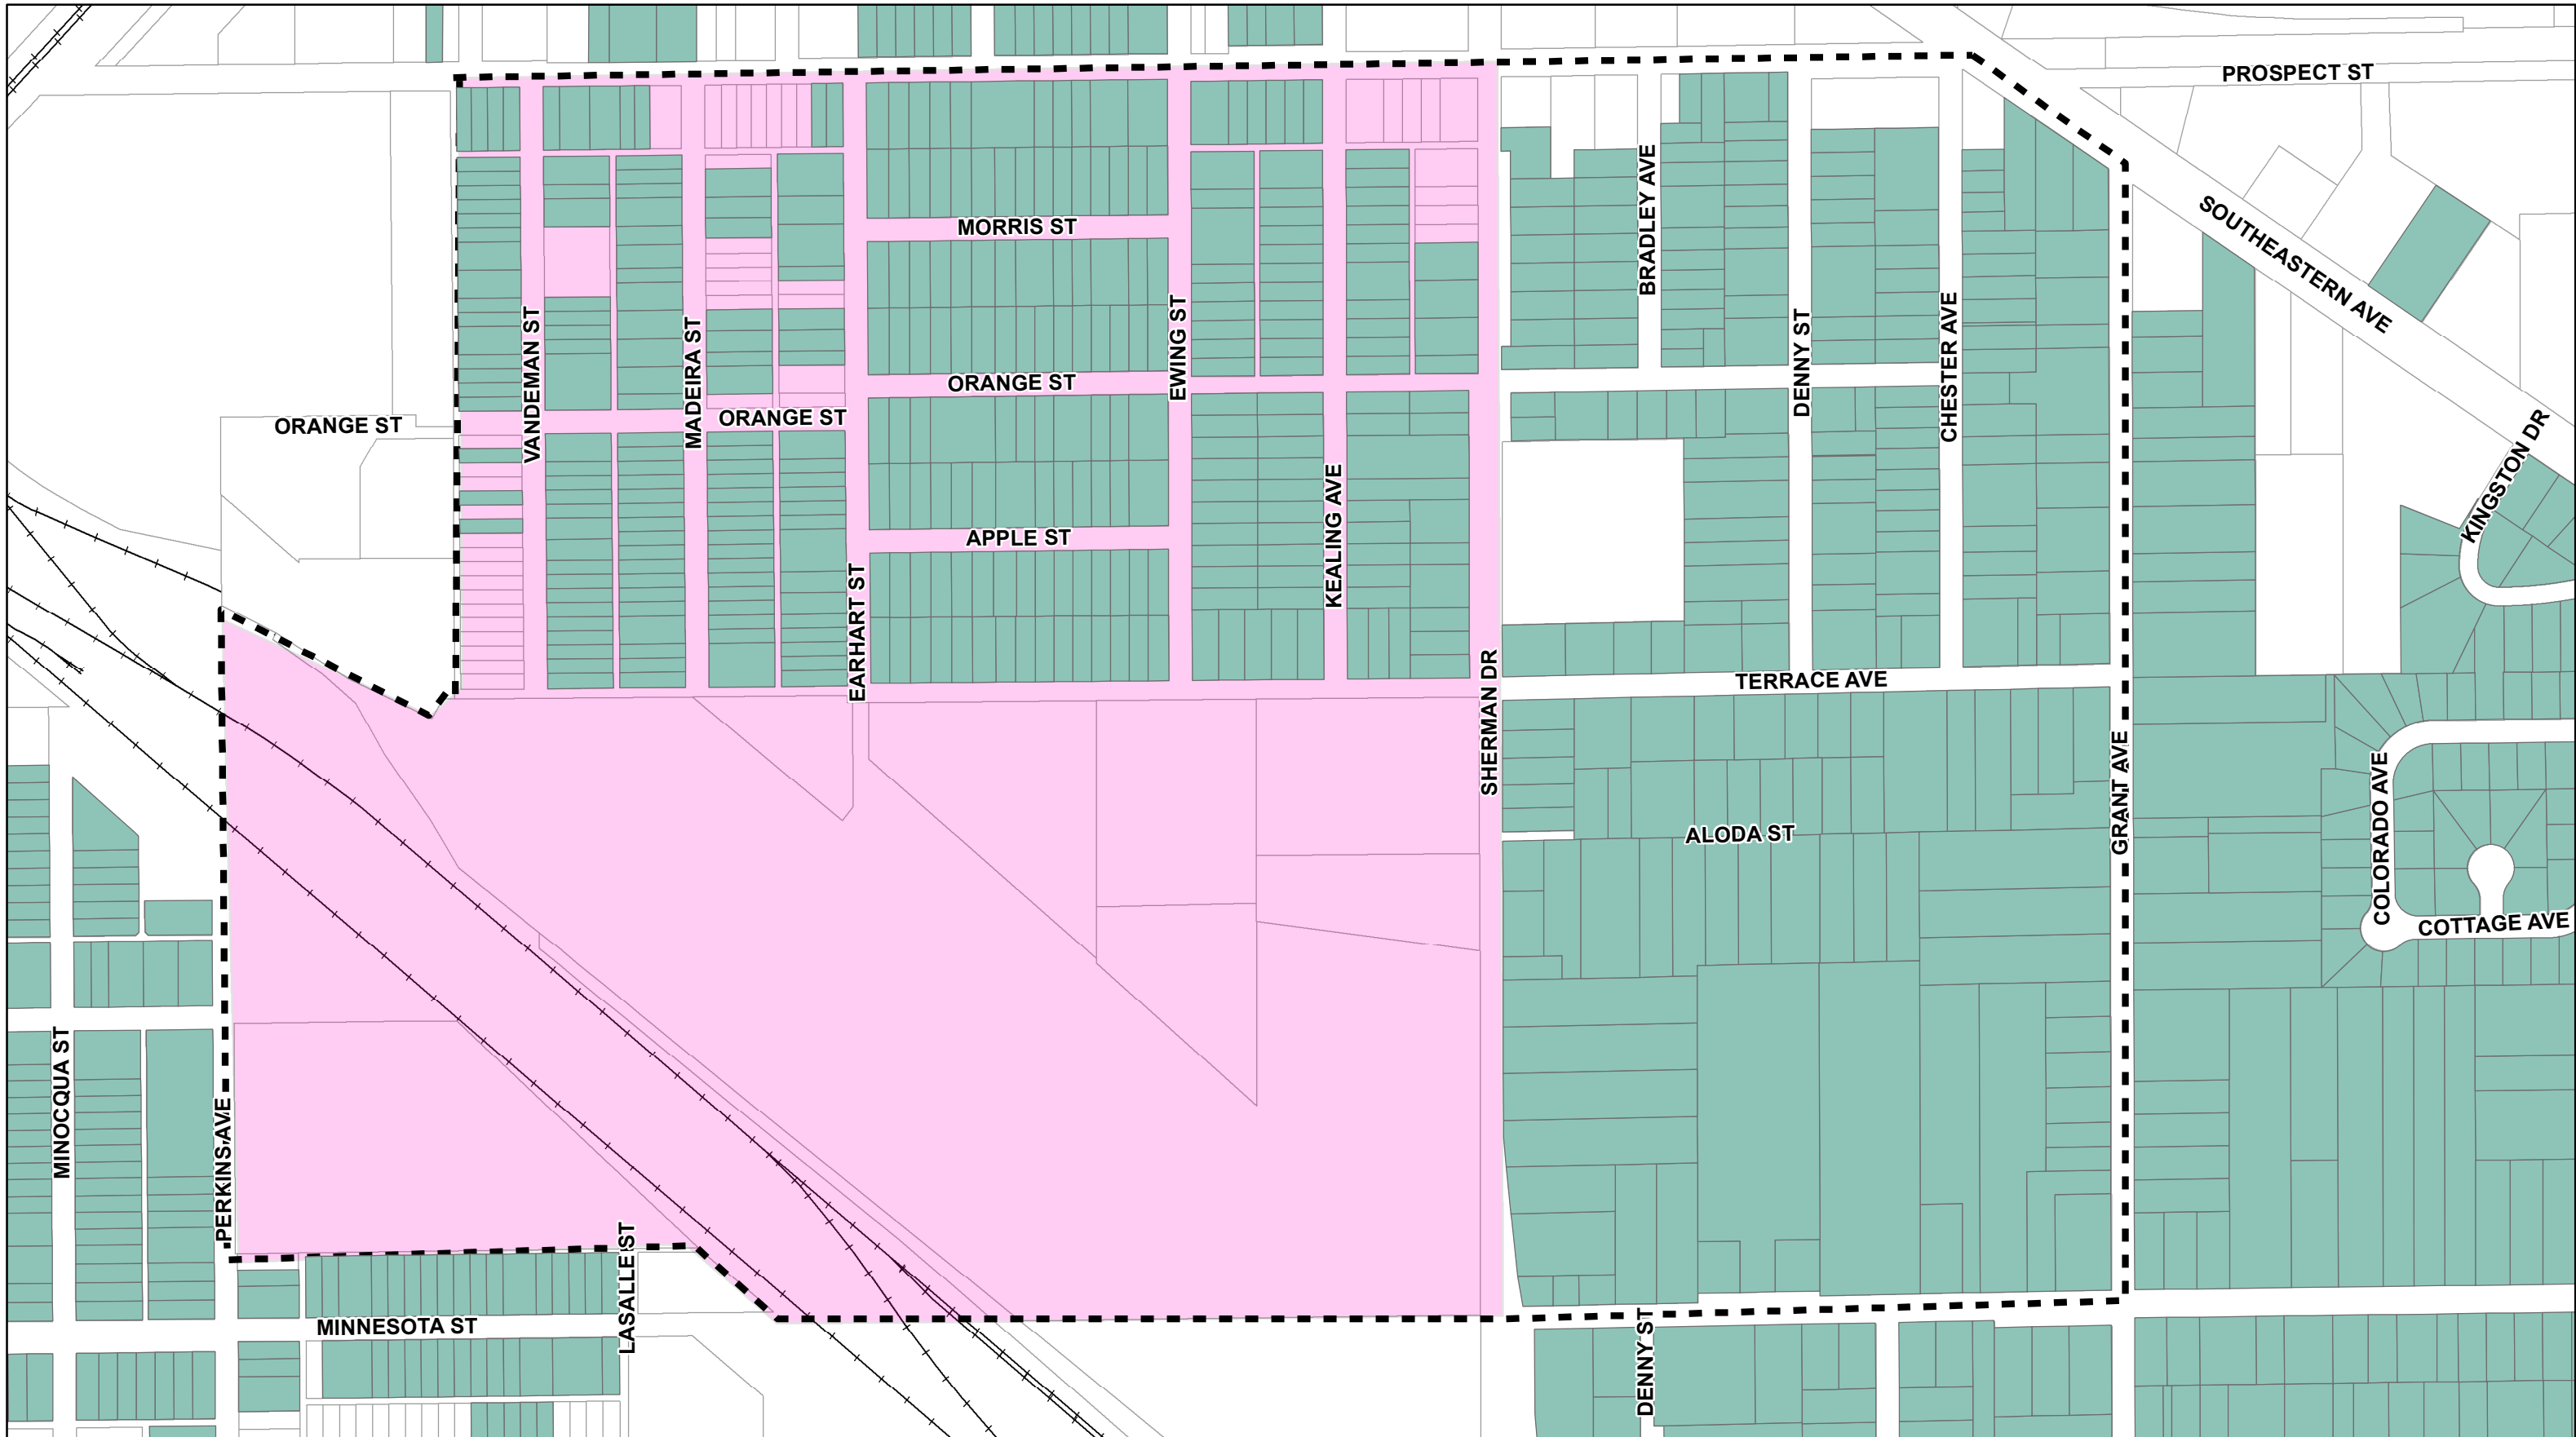 PROSPECT ST
SOUTHEASTERN AVE
BRADLEY AVE
MORRIS ST
VANDEMAN ST
MADEIRA ST
EWING ST
DENNY ST
CHESTER AVE
ORANGE ST
ORANGE ST
ORANGE ST
KINGSTON DR
KEALING AVE
APPLE ST
EARHART ST
SHERMAN DR
TERRACE AVE
GRANT AVE
COLORADO AVE
ALODA ST
COTTAGE AVE
MINOCQUA ST
PERKINS AVE
LASALLE ST
MINNESOTA ST
DENNY ST